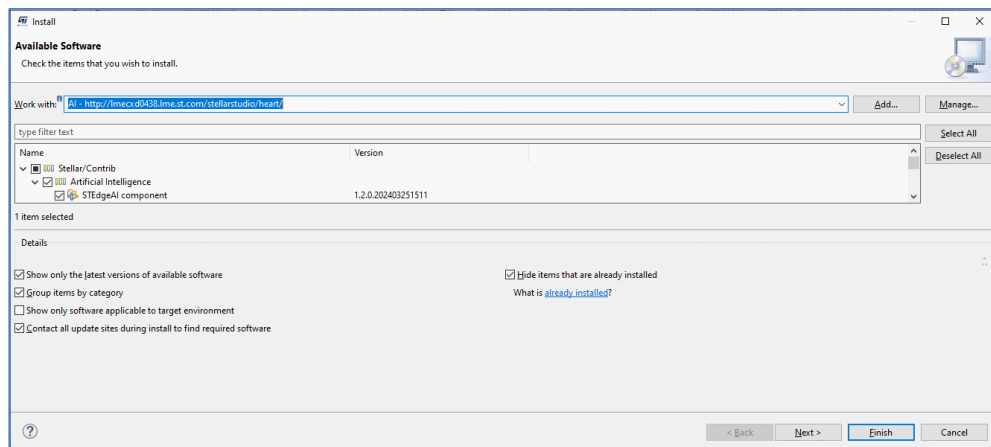 Install
Available Software
Check the items that you wish to install.
Work with: AI - http://lmecxd0438.lme.st.com/stellarstudio/heart/ Add... Manage...
type filter text Select All
Name Version Deselect All
Stellar/Contrib
Artificial Intelligence
STEdgeAI component 1.2.0.202403251511
1 item selected
Details
Show only the latest versions of available software Hide items that are already installed
Group items by category What is already installed?
Show only software applicable to target environment
Contact all update sites during install to find required software
< Back Next > Finish Cancel